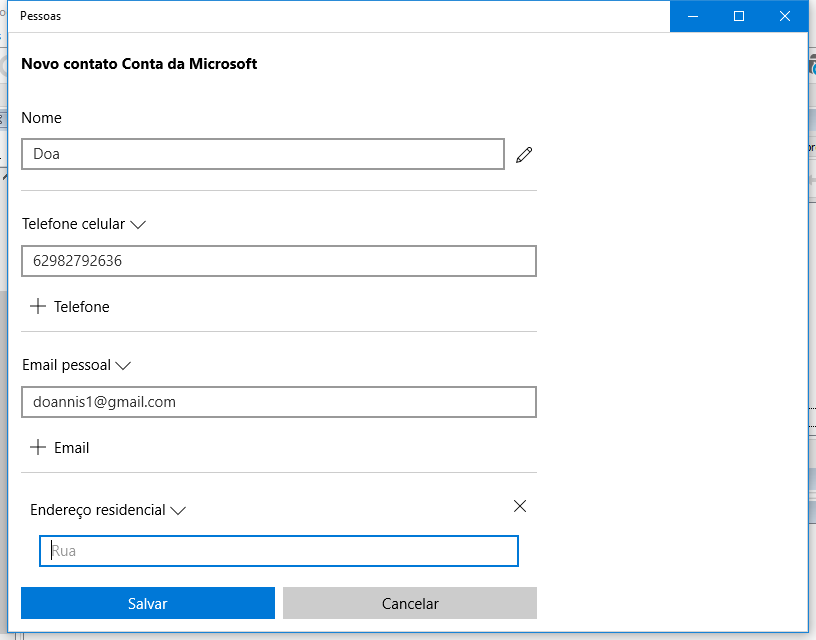 Pessoas
Novo contato Conta da Microsoft
Nome
Doa
Telefone celular
62982792636
Telefone
Email pessoal
doannis1@gmail.com
Email
Endereço residencial
Rua
Salvar
Cancelar